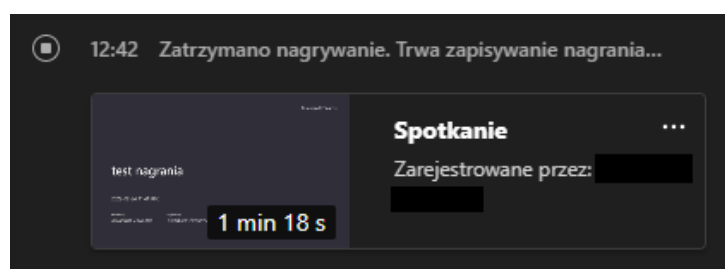 12:42 Zatrzymano nagrywanie. Trwa zapisywanie nagrania...
Spotkanie
...
Zarejestrowane przez:
test nagrania
1 min 18 s